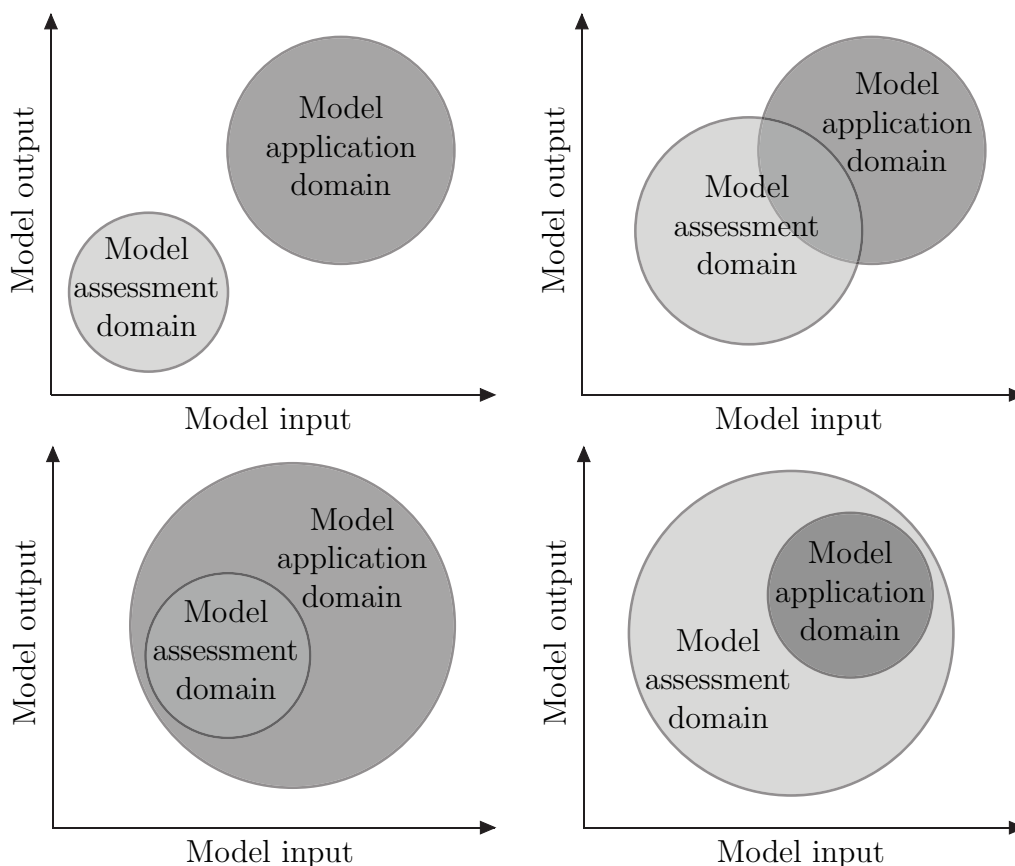 Model output
Model
application
domain
Model
assessment
domain
Model input
Model output
Model
application
domain
Model
assessment
domain
Model input
Model output
Model
application
domain
Model
assessment
domain
Model input
Model output
Model
application
domain
Model
assessment
domain
Model input